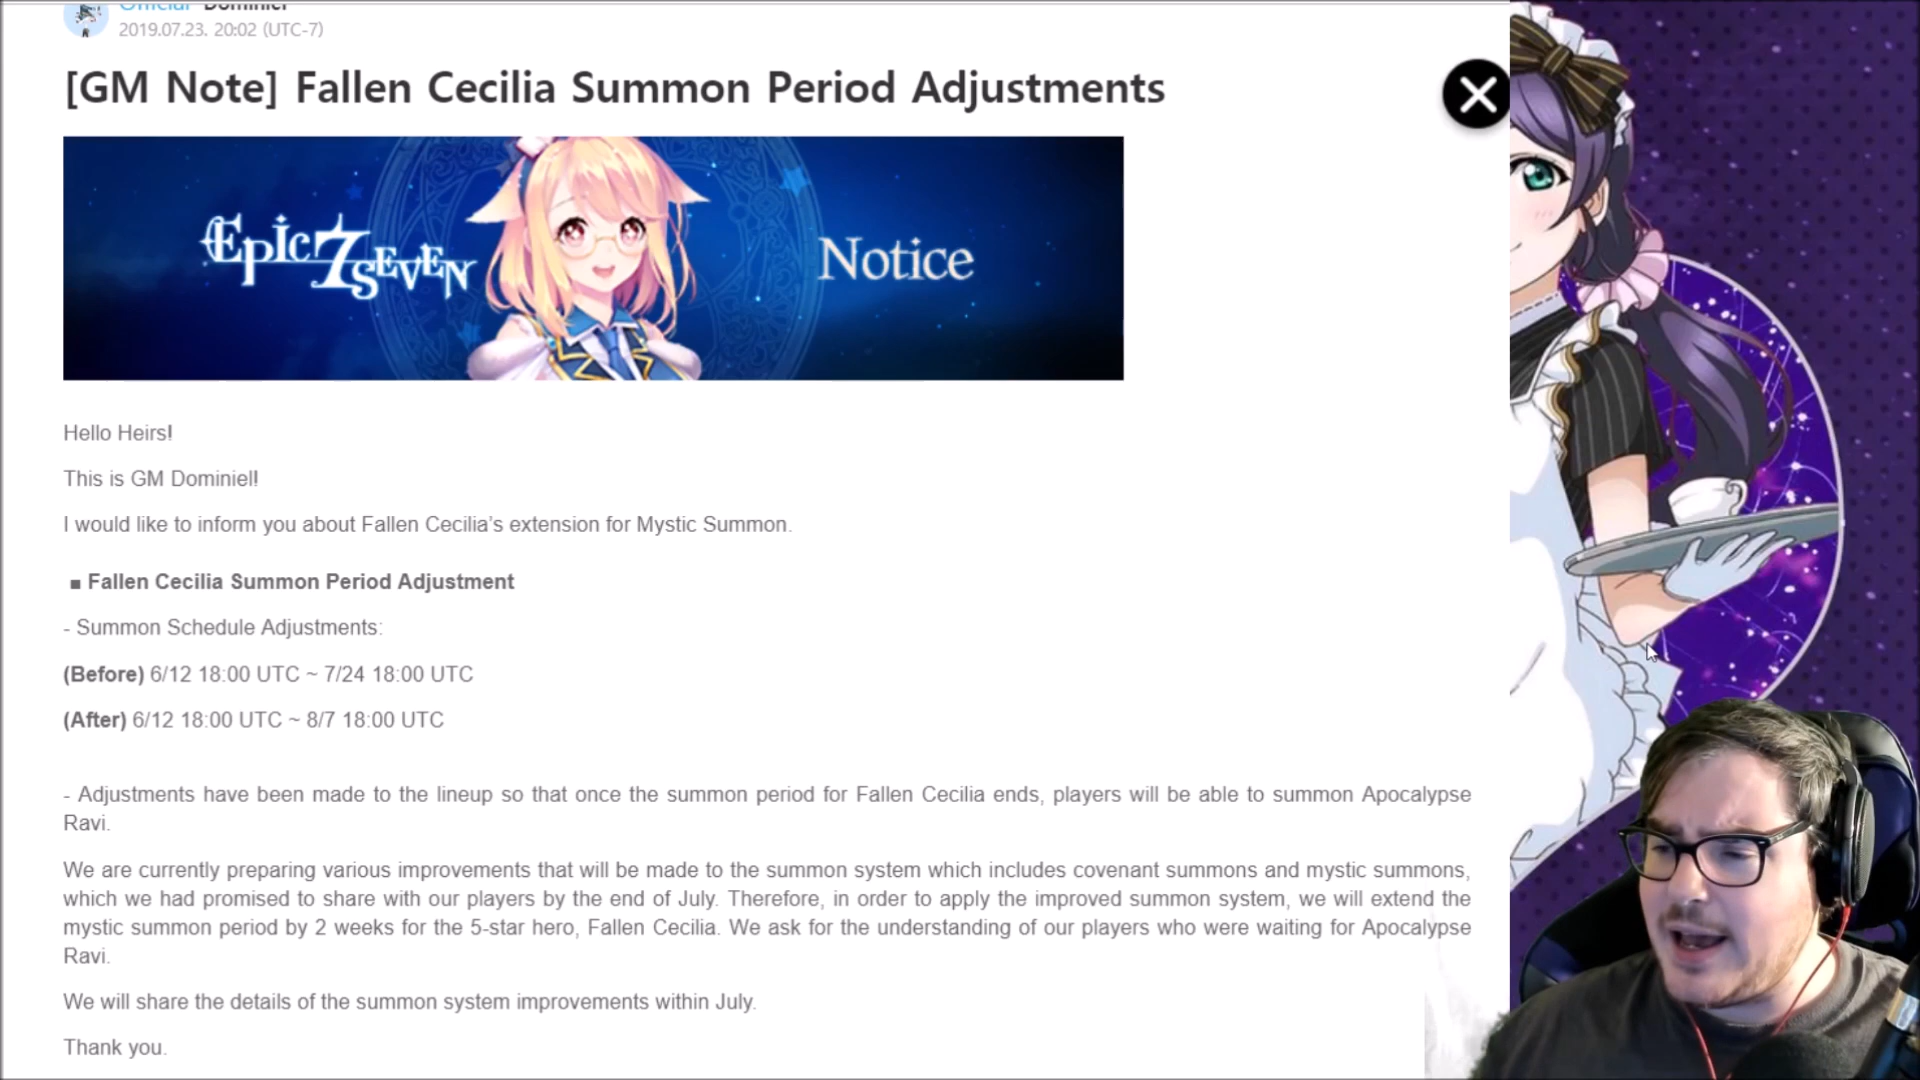 Official Dominiel
2019.07.23. 20:02 (UTC-7)
[GM Note] Fallen Cecilia Summon Period Adjustments
Epic7 SEVEN
Notice
Hello Heirs!
This is GM Dominiel!
I would like to inform you about Fallen Cecilia’s extension for Mystic Summon.
■ Fallen Cecilia Summon Period Adjustment
- Summon Schedule Adjustments:
(Before) 6/12 18:00 UTC ~ 7/24 18:00 UTC
(After) 6/12 18:00 UTC ~ 8/7 18:00 UTC
- Adjustments have been made to the lineup so that once the summon period for Fallen Cecilia ends, players will be able to summon Apocalypse
Ravi.
We are currently preparing various improvements that will be made to the summon system which includes covenant summons and mystic summons,
which we had promised to share with our players by the end of July. Therefore, in order to apply the improved summon system, we will extend the
mystic summon period by 2 weeks for the 5-star hero, Fallen Cecilia. We ask for the understanding of our players who were waiting for Apocalypse
Ravi.
We will share the details of the summon system improvements within July.
Thank you.